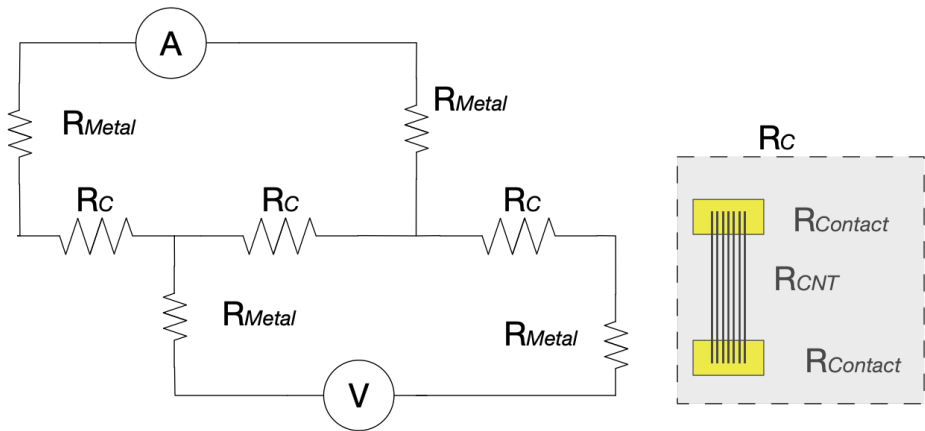 A
RMetal
RMetal
RC
RC
RC
RC
RContact
RCNT
RContact
RMetal
RMetal
V